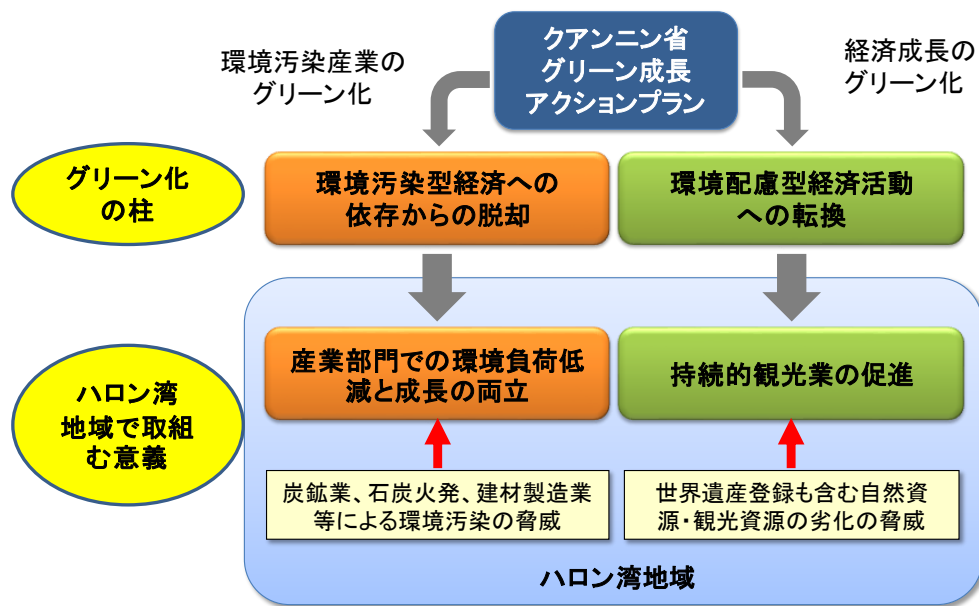 クアンニン省
グリーン成長
アクションプラン
環境汚染産業の
グリーン化
経済成長の
グリーン化
グリーン化
の柱
環境汚染型経済への
依存からの脱却
環境配慮型経済活動
への転換
ハロン湾
地域で取組
む意義
産業部門での環境負荷低
減と成長の両立
持続的観光業の促進
炭鉱業、石炭火発、建材製造業
等による環境汚染の脅威
世界遺産登録も含む自然資
源・観光資源の劣化の脅威
ハロン湾地域